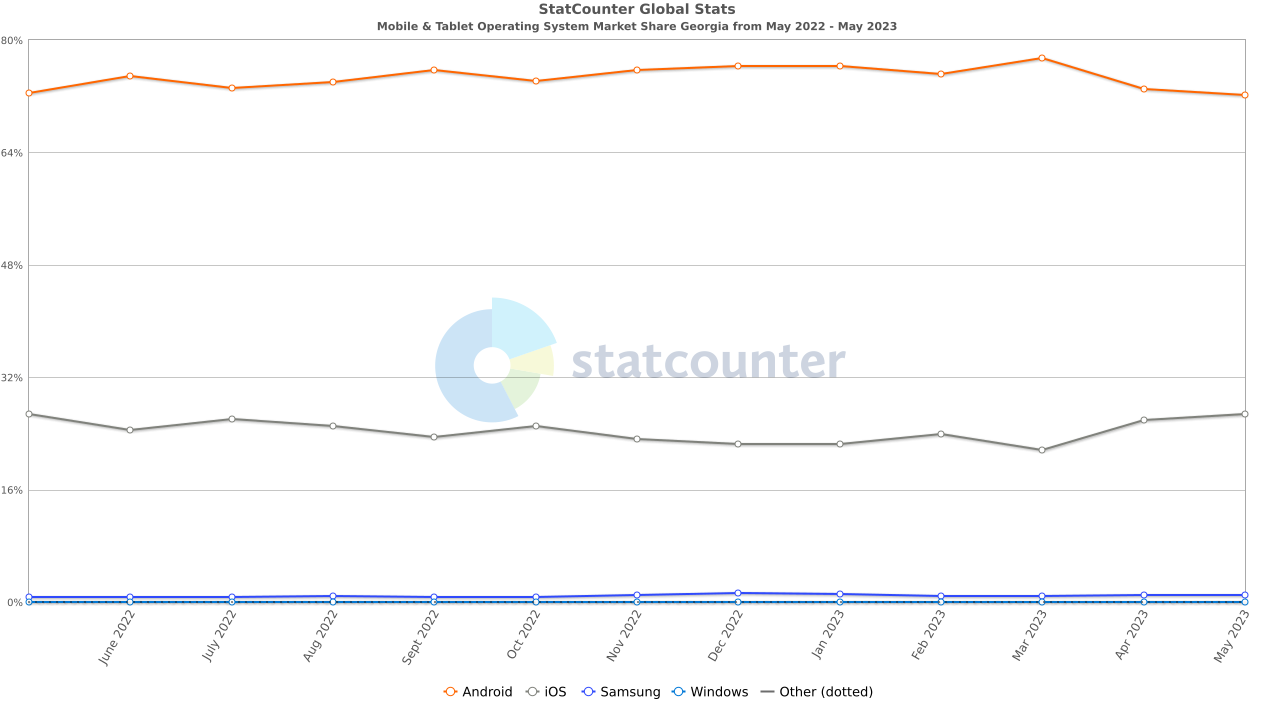 StatCounter Global Stats
Mobile & Tablet Operating System Market Share Georgia from May 2022 - May 2023
80%
64%
48%
32%
16%
0%
statcounter
June 2022
July 2022
Aug 2022
Sept 2022
Oct 2022
Nov 2022
Dec 2022
Jan 2023
Feb 2023
Mar 2023
Apr 2023
May 2023
Android iOS Samsung Windows Other (dotted)